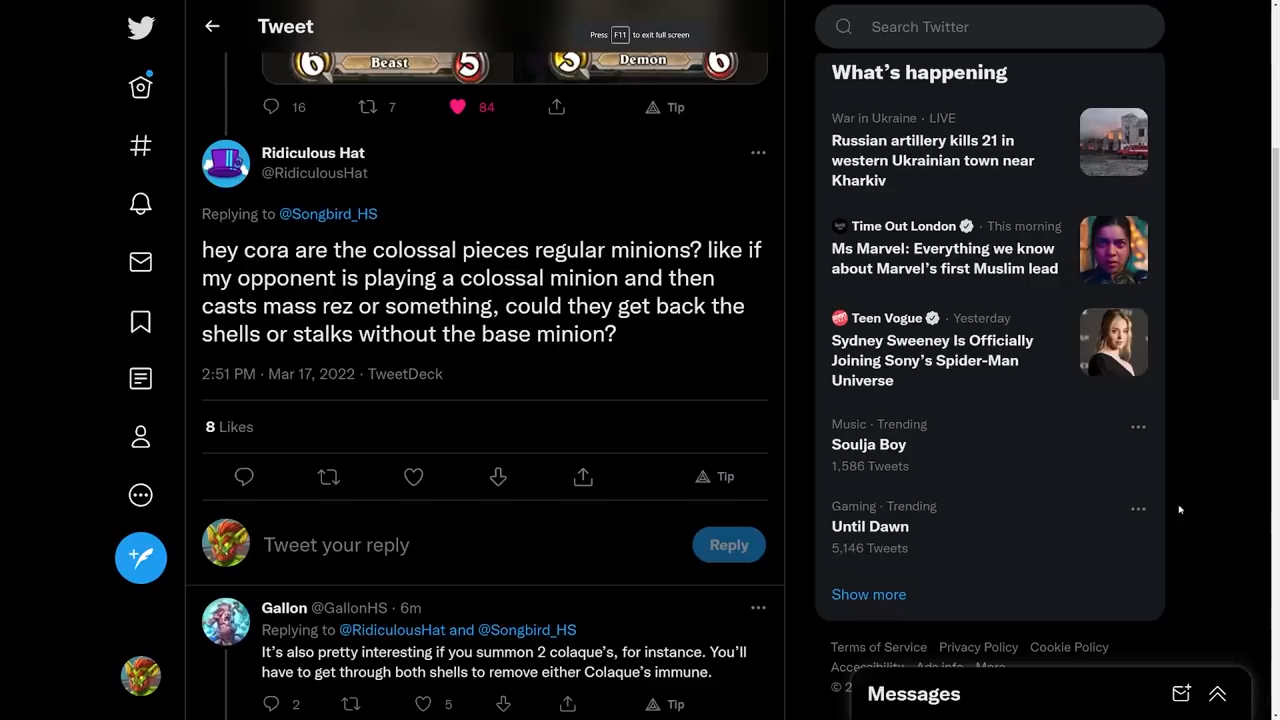 Tweet
Press F11 to exit full screen
Search Twitter
6 Beast 5
5 Demon 6
16 7 84 Tip
Ridiculous Hat
@RidiculousHat
Replying to @Songbird_HS
hey cora are the colossal pieces regular minions? like if
my opponent is playing a colossal minion and then
casts mass rez or something, could they get back the
shells or stalks without the base minion?
2:51 PM · Mar 17, 2022 · TweetDeck
8 Likes
Tip
Tweet your reply
Reply
Gallon @GallonHS · 6m
Replying to @RidiculousHat and @Songbird_HS
It's also pretty interesting if you summon 2 colaque's, for instance. You'll
have to get through both shells to remove either Colaque's immune.
2 5 Tip
What's happening
War in Ukraine · LIVE
Russian artillery kills 21 in
western Ukrainian town near
Kharkiv
Time Out London · This morning
Ms Marvel: Everything we know
about Marvel's first Muslim lead
Teen Vogue · Yesterday
Sydney Sweeney Is Officially
Joining Sony's Spider-Man
Universe
Music · Trending
Soulja Boy
1,586 Tweets
Gaming · Trending
Until Dawn
5,146 Tweets
Show more
Terms of Service Privacy Policy Cookie Policy
Accessibility Ads info More
© 2
Messages